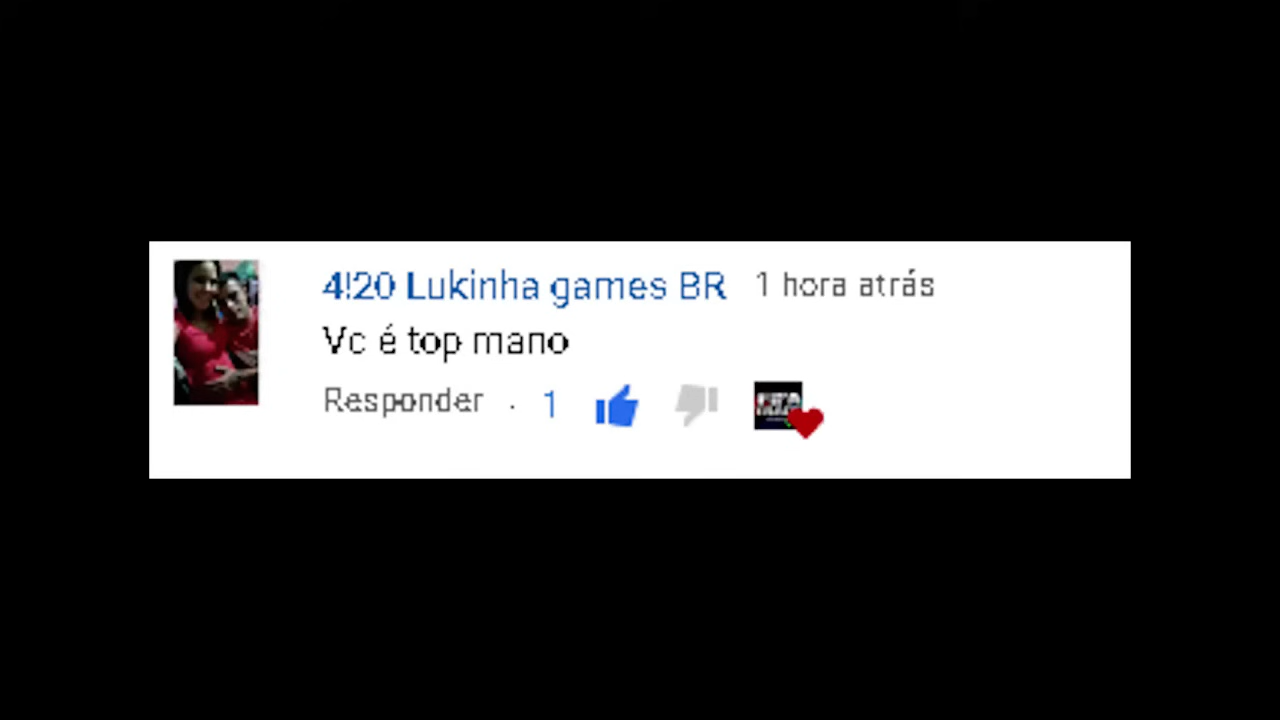 4!20 Lukinha games BR 1 hora atrás
Vc é top mano
Responder · 1